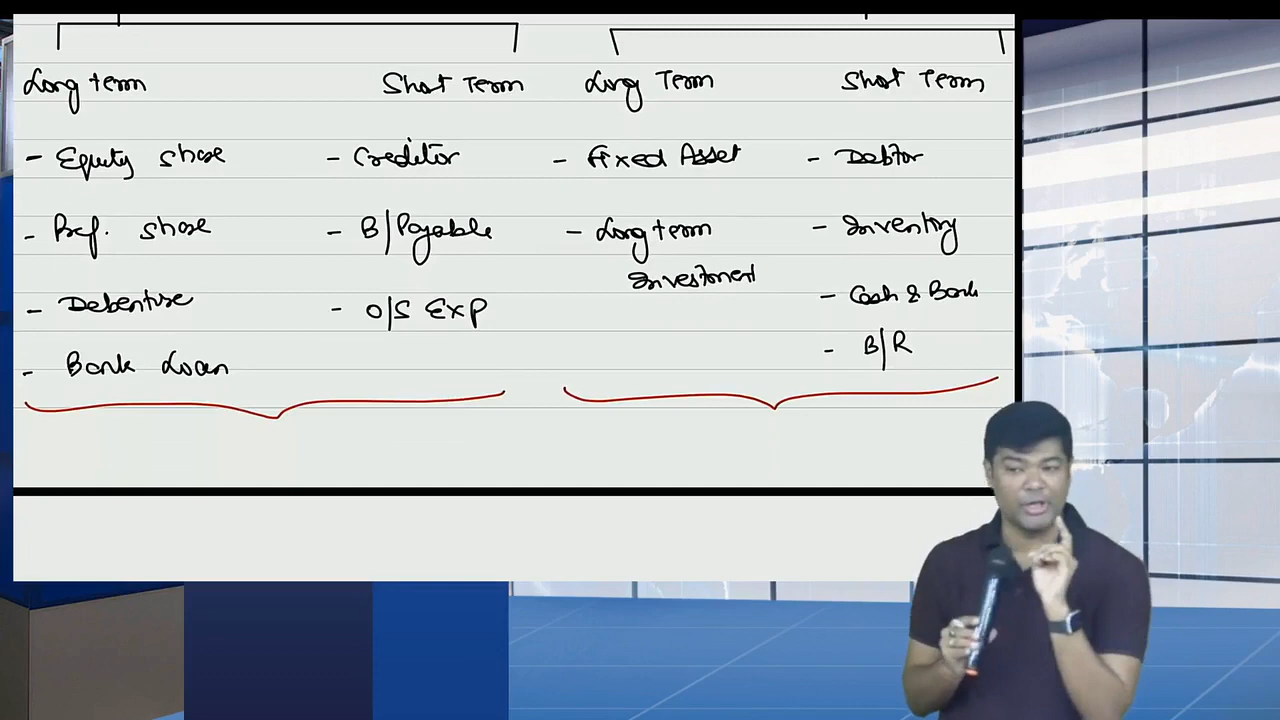 Long term Short Term Long Term Short Term
- Equity share - Creditor - Fixed Asset - Debtor
- Pref. share - B/Payable - Long term - Inventory
Investment
- Debenture - O/S Exp - Cash & Bank
- Bank Loan - B/R